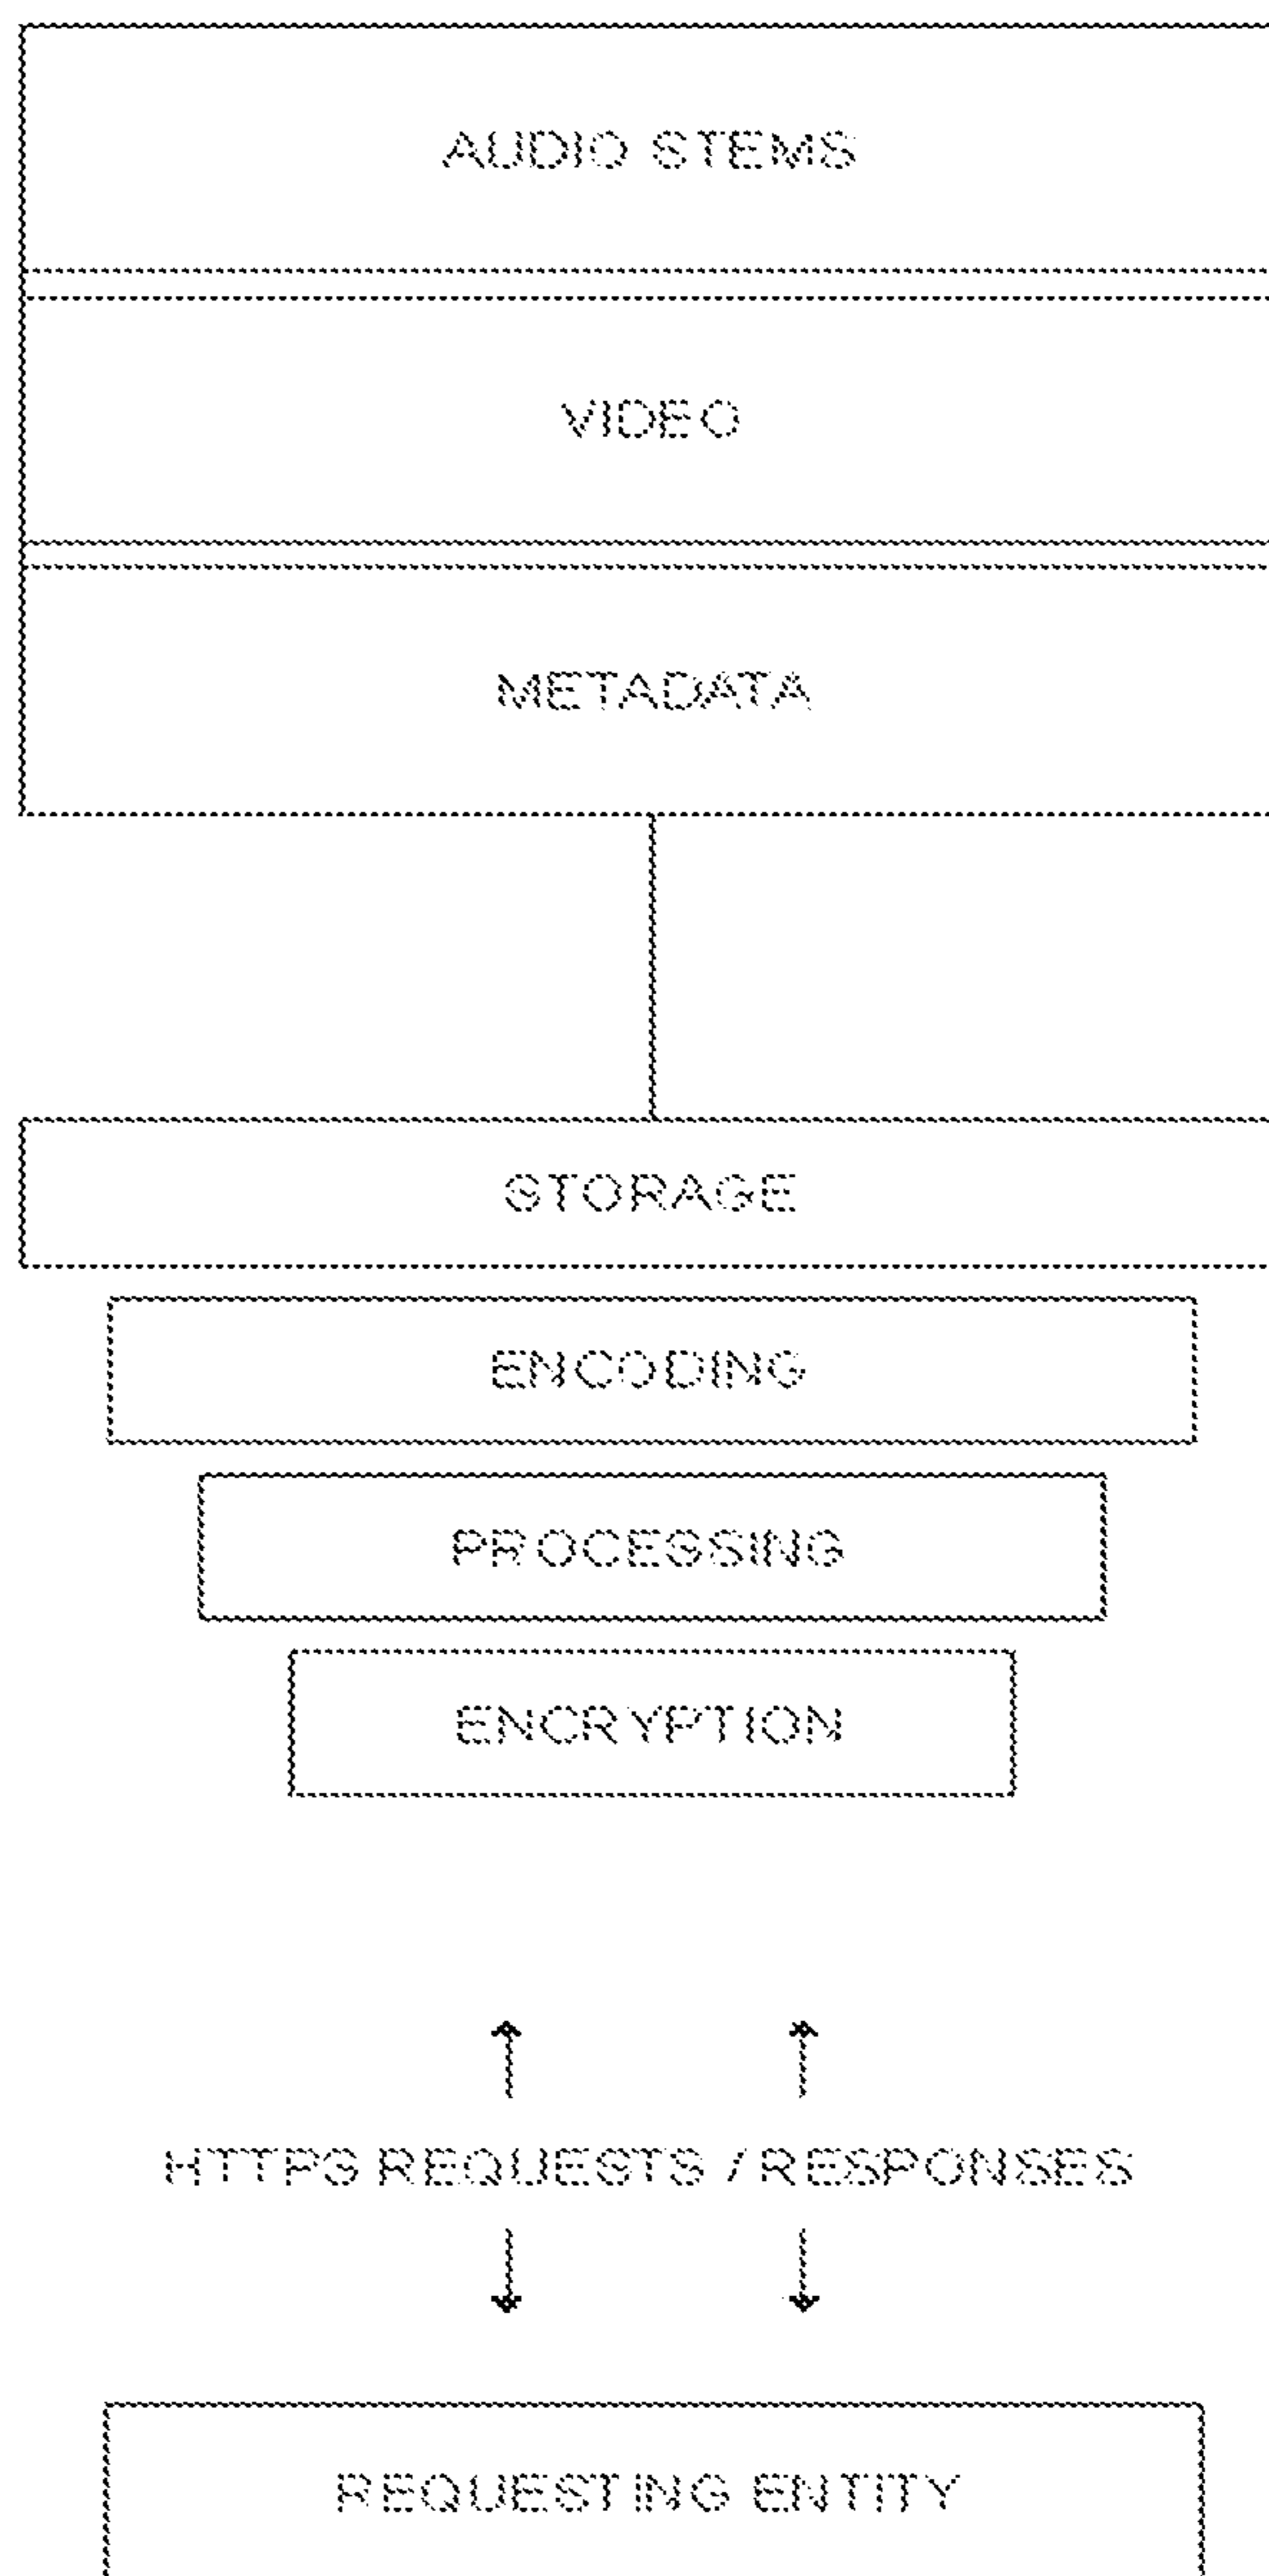 AUDIO STEMS
VIDEO
METADATA
STORAGE
ENCODING
PROCESSING
ENCRYPTION
HTTPS REQUESTS / RESPONSES
REQUESTING ENTITY